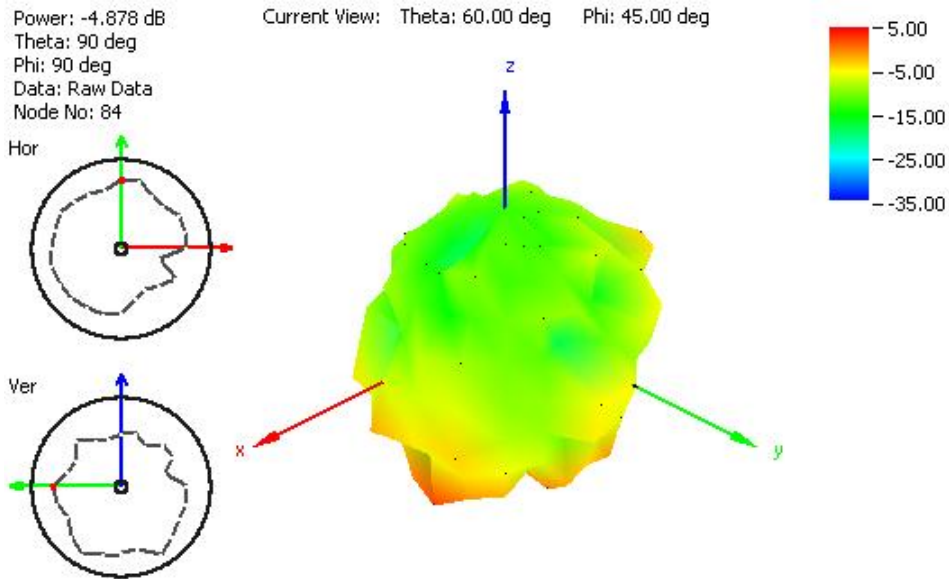 Power: -4.878 dB
Theta: 90 deg
Phi: 90 deg
Data: Raw Data
Node No: 84
Current View: Theta: 60.00 deg Phi: 45.00 deg
Hor
Ver
z
x
y
5.00
-5.00
-15.00
-25.00
-35.00